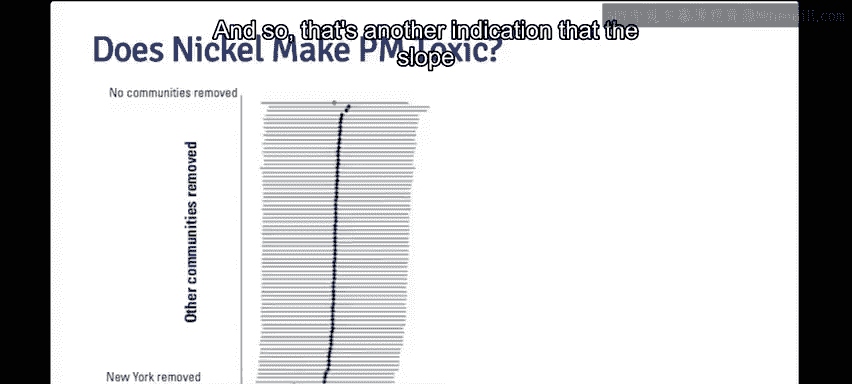 And so, that's another indication that the
slope
Does Nickel Make PM Toxic?
No communities removed
Other communities removed
New York removed